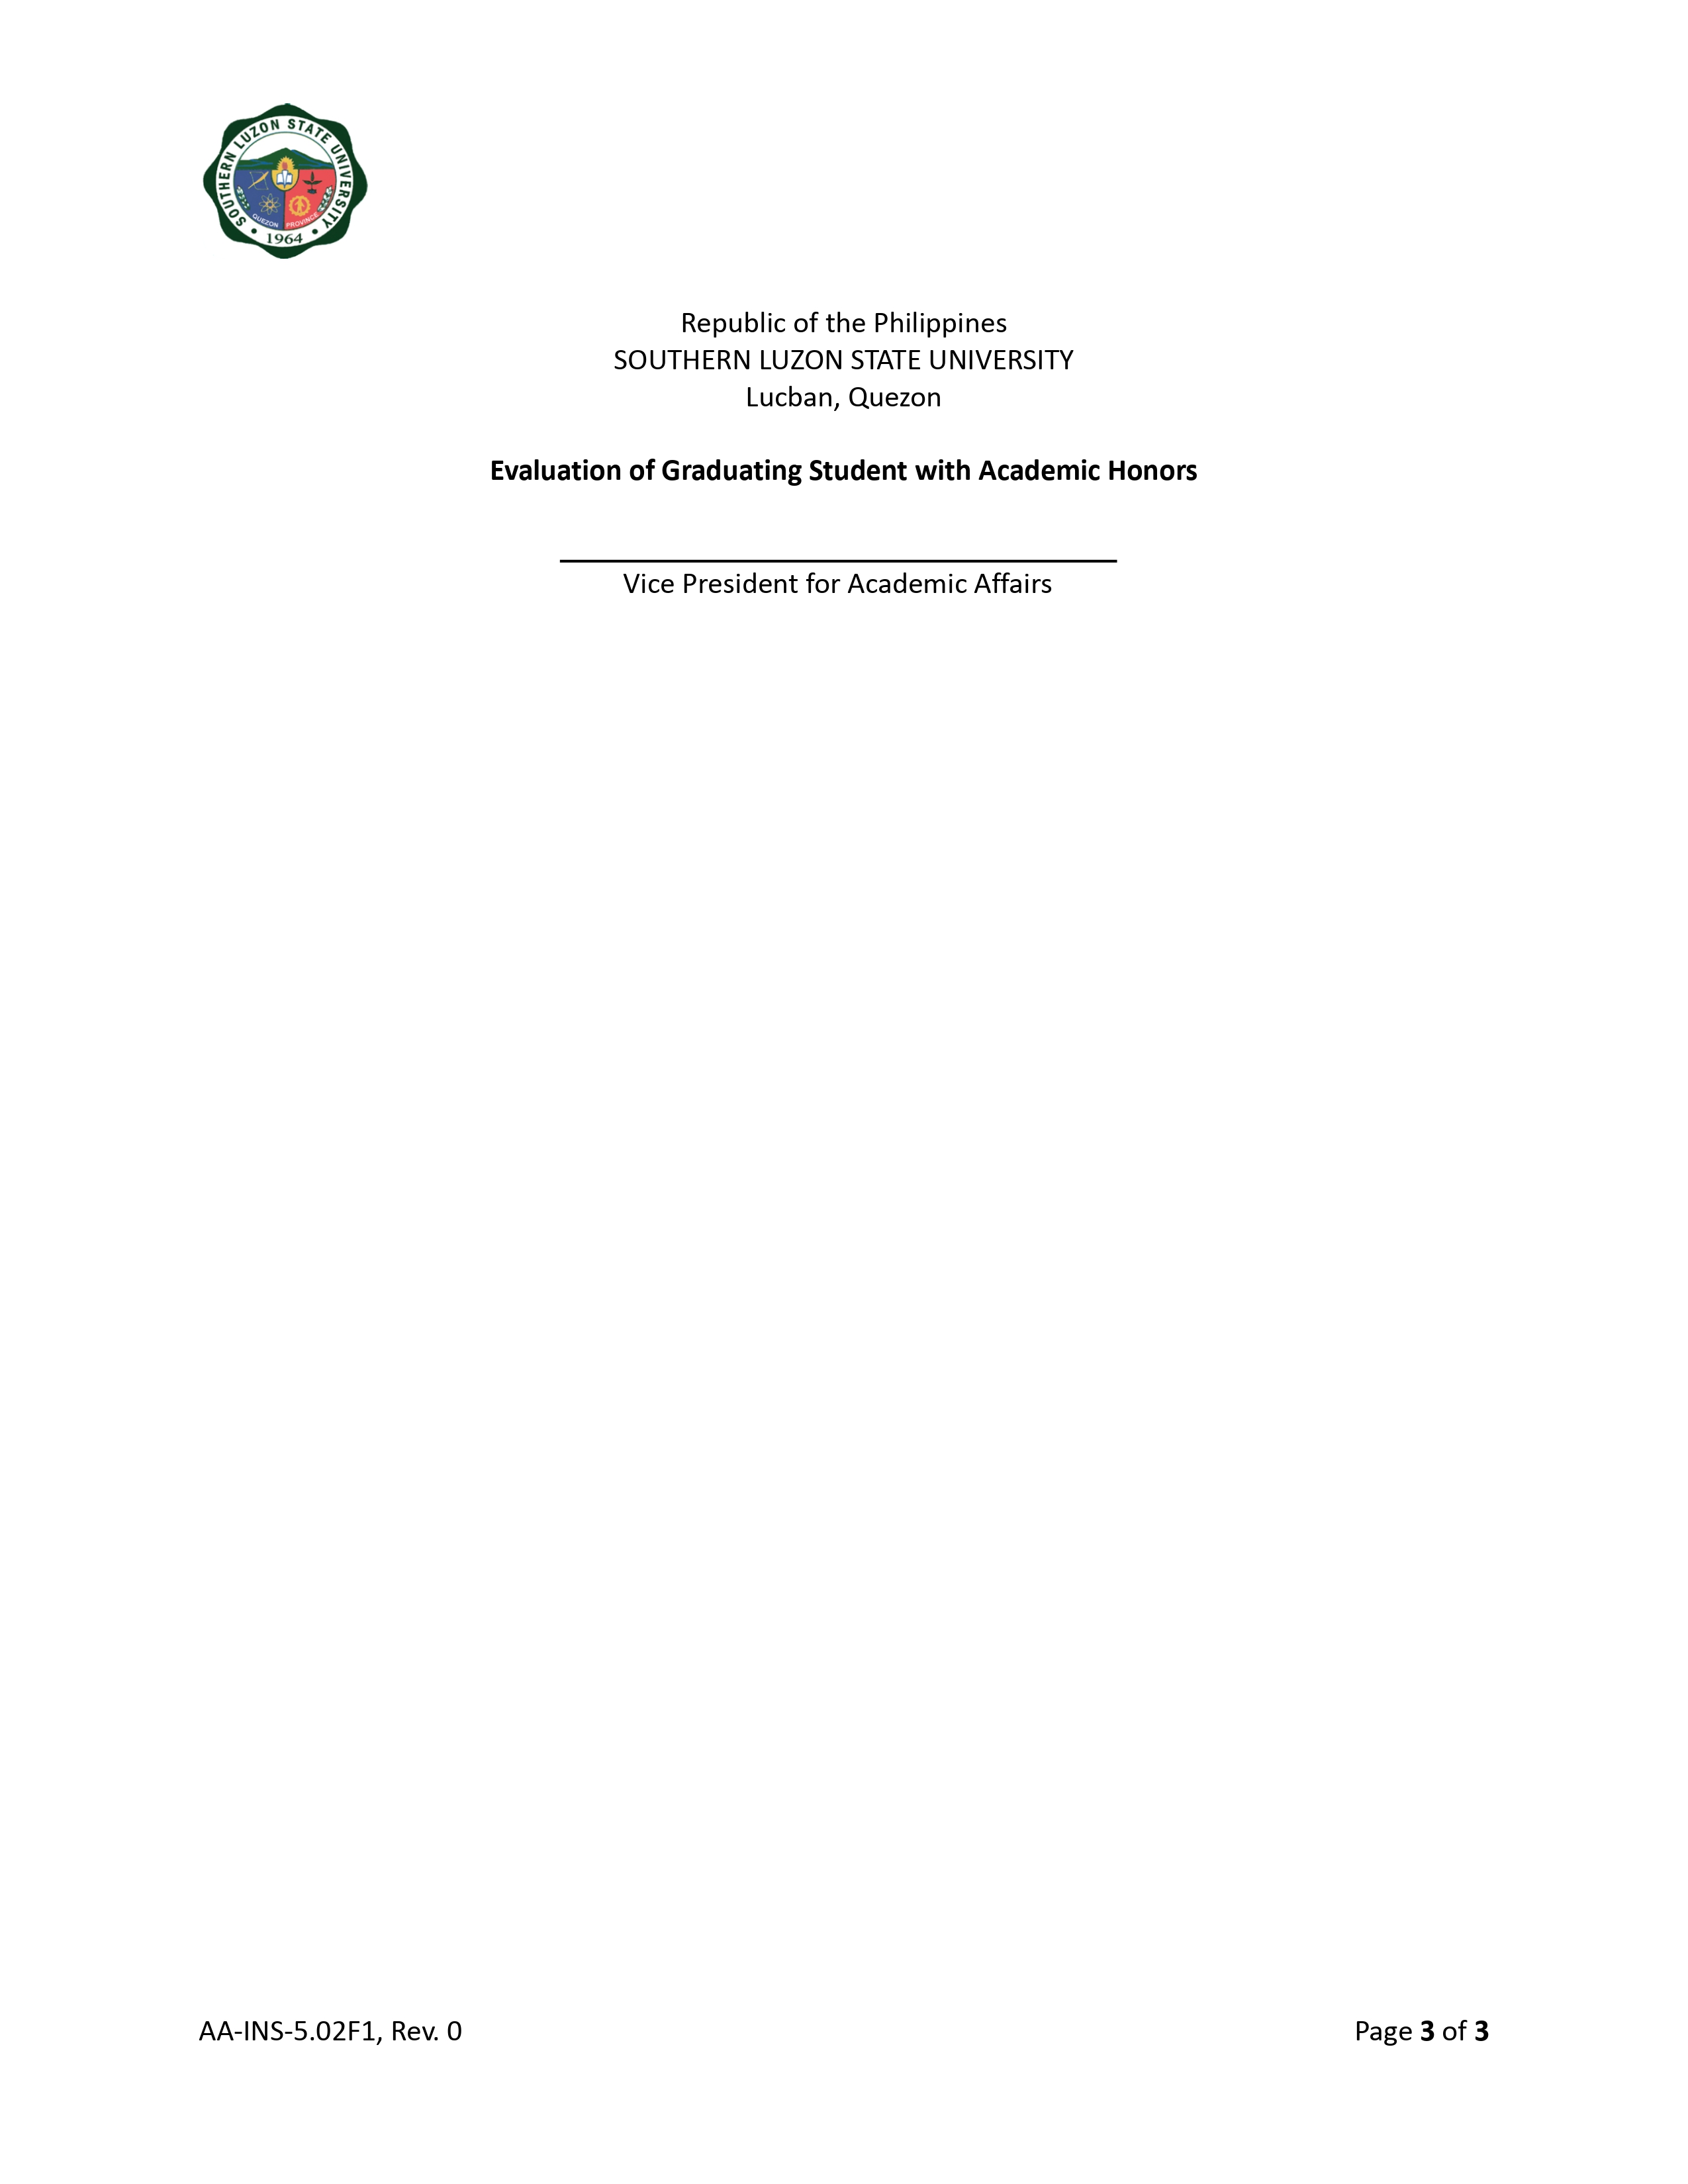 SOUTHERN LUZON STATE UNIVERSITY
QUEZON PROVINCE
1964
Republic of the Philippines
SOUTHERN LUZON STATE UNIVERSITY
Lucban, Quezon
Evaluation of Graduating Student with Academic Honors
Vice President for Academic Affairs
AA-INS-5.02F1, Rev. 0 Page 3 of 3